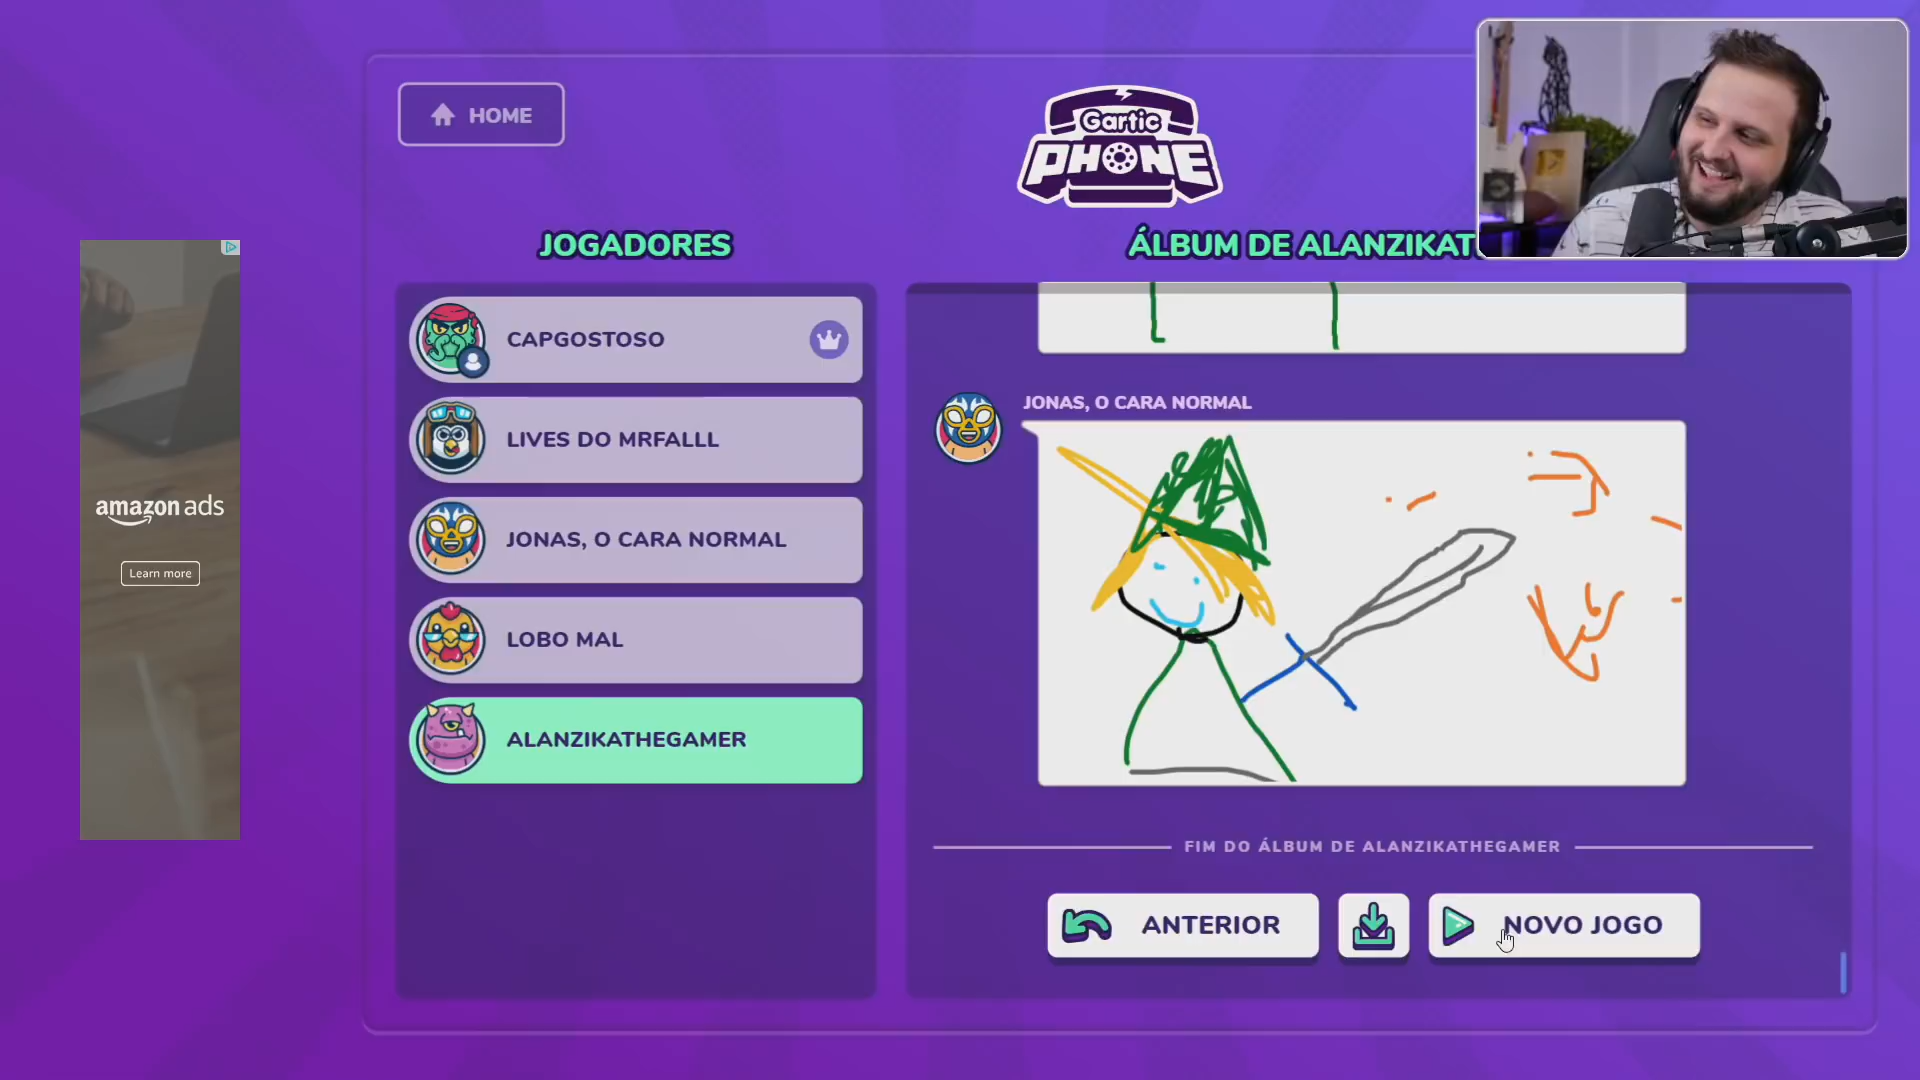 HOME
Gartic
PHONE
JOGADORES
ÁLBUM DE ALANZIKAT
CAPGOSTOSO
LIVES DO MRFALLL
JONAS, O CARA NORMAL
LOBO MAL
ALANZIKATHEGAMER
JONAS, O CARA NORMAL
FIM DO ÁLBUM DE ALANZIKATHEGAMER
ANTERIOR
NOVO JOGO
amazon ads
Learn more